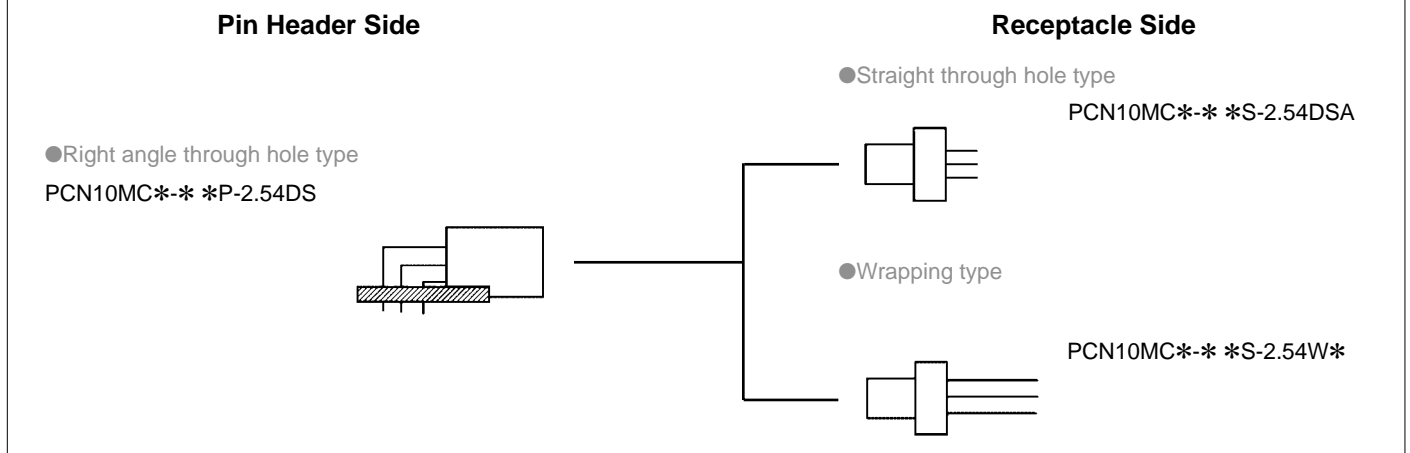 Pin Header Side
Receptacle Side
●Straight through hole type
PCN10MC✻-✻ ✻S-2.54DSA
●Right angle through hole type
PCN10MC✻-✻ ✻P-2.54DS
●Wrapping type
PCN10MC✻-✻ ✻S-2.54W✻